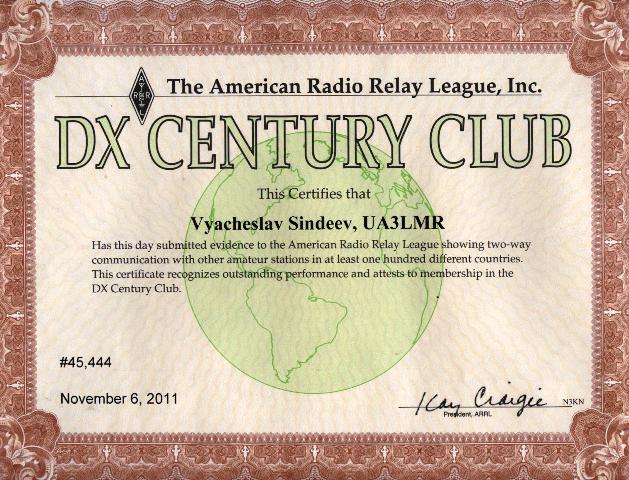 The American Radio Relay League, Inc.
DX CENTURY CLUB
This Certifies that
Vyacheslav Sindeev, UA3LMR
Has this day submitted evidence to the American Radio Relay League showing two-way
communication with other amateur stations in at least one hundred different countries.
This certificate recognizes outstanding performance and attests to membership in the
DX Century Club.
#45,444
November 6, 2011
Kay Craigie N3KN
President, ARRL